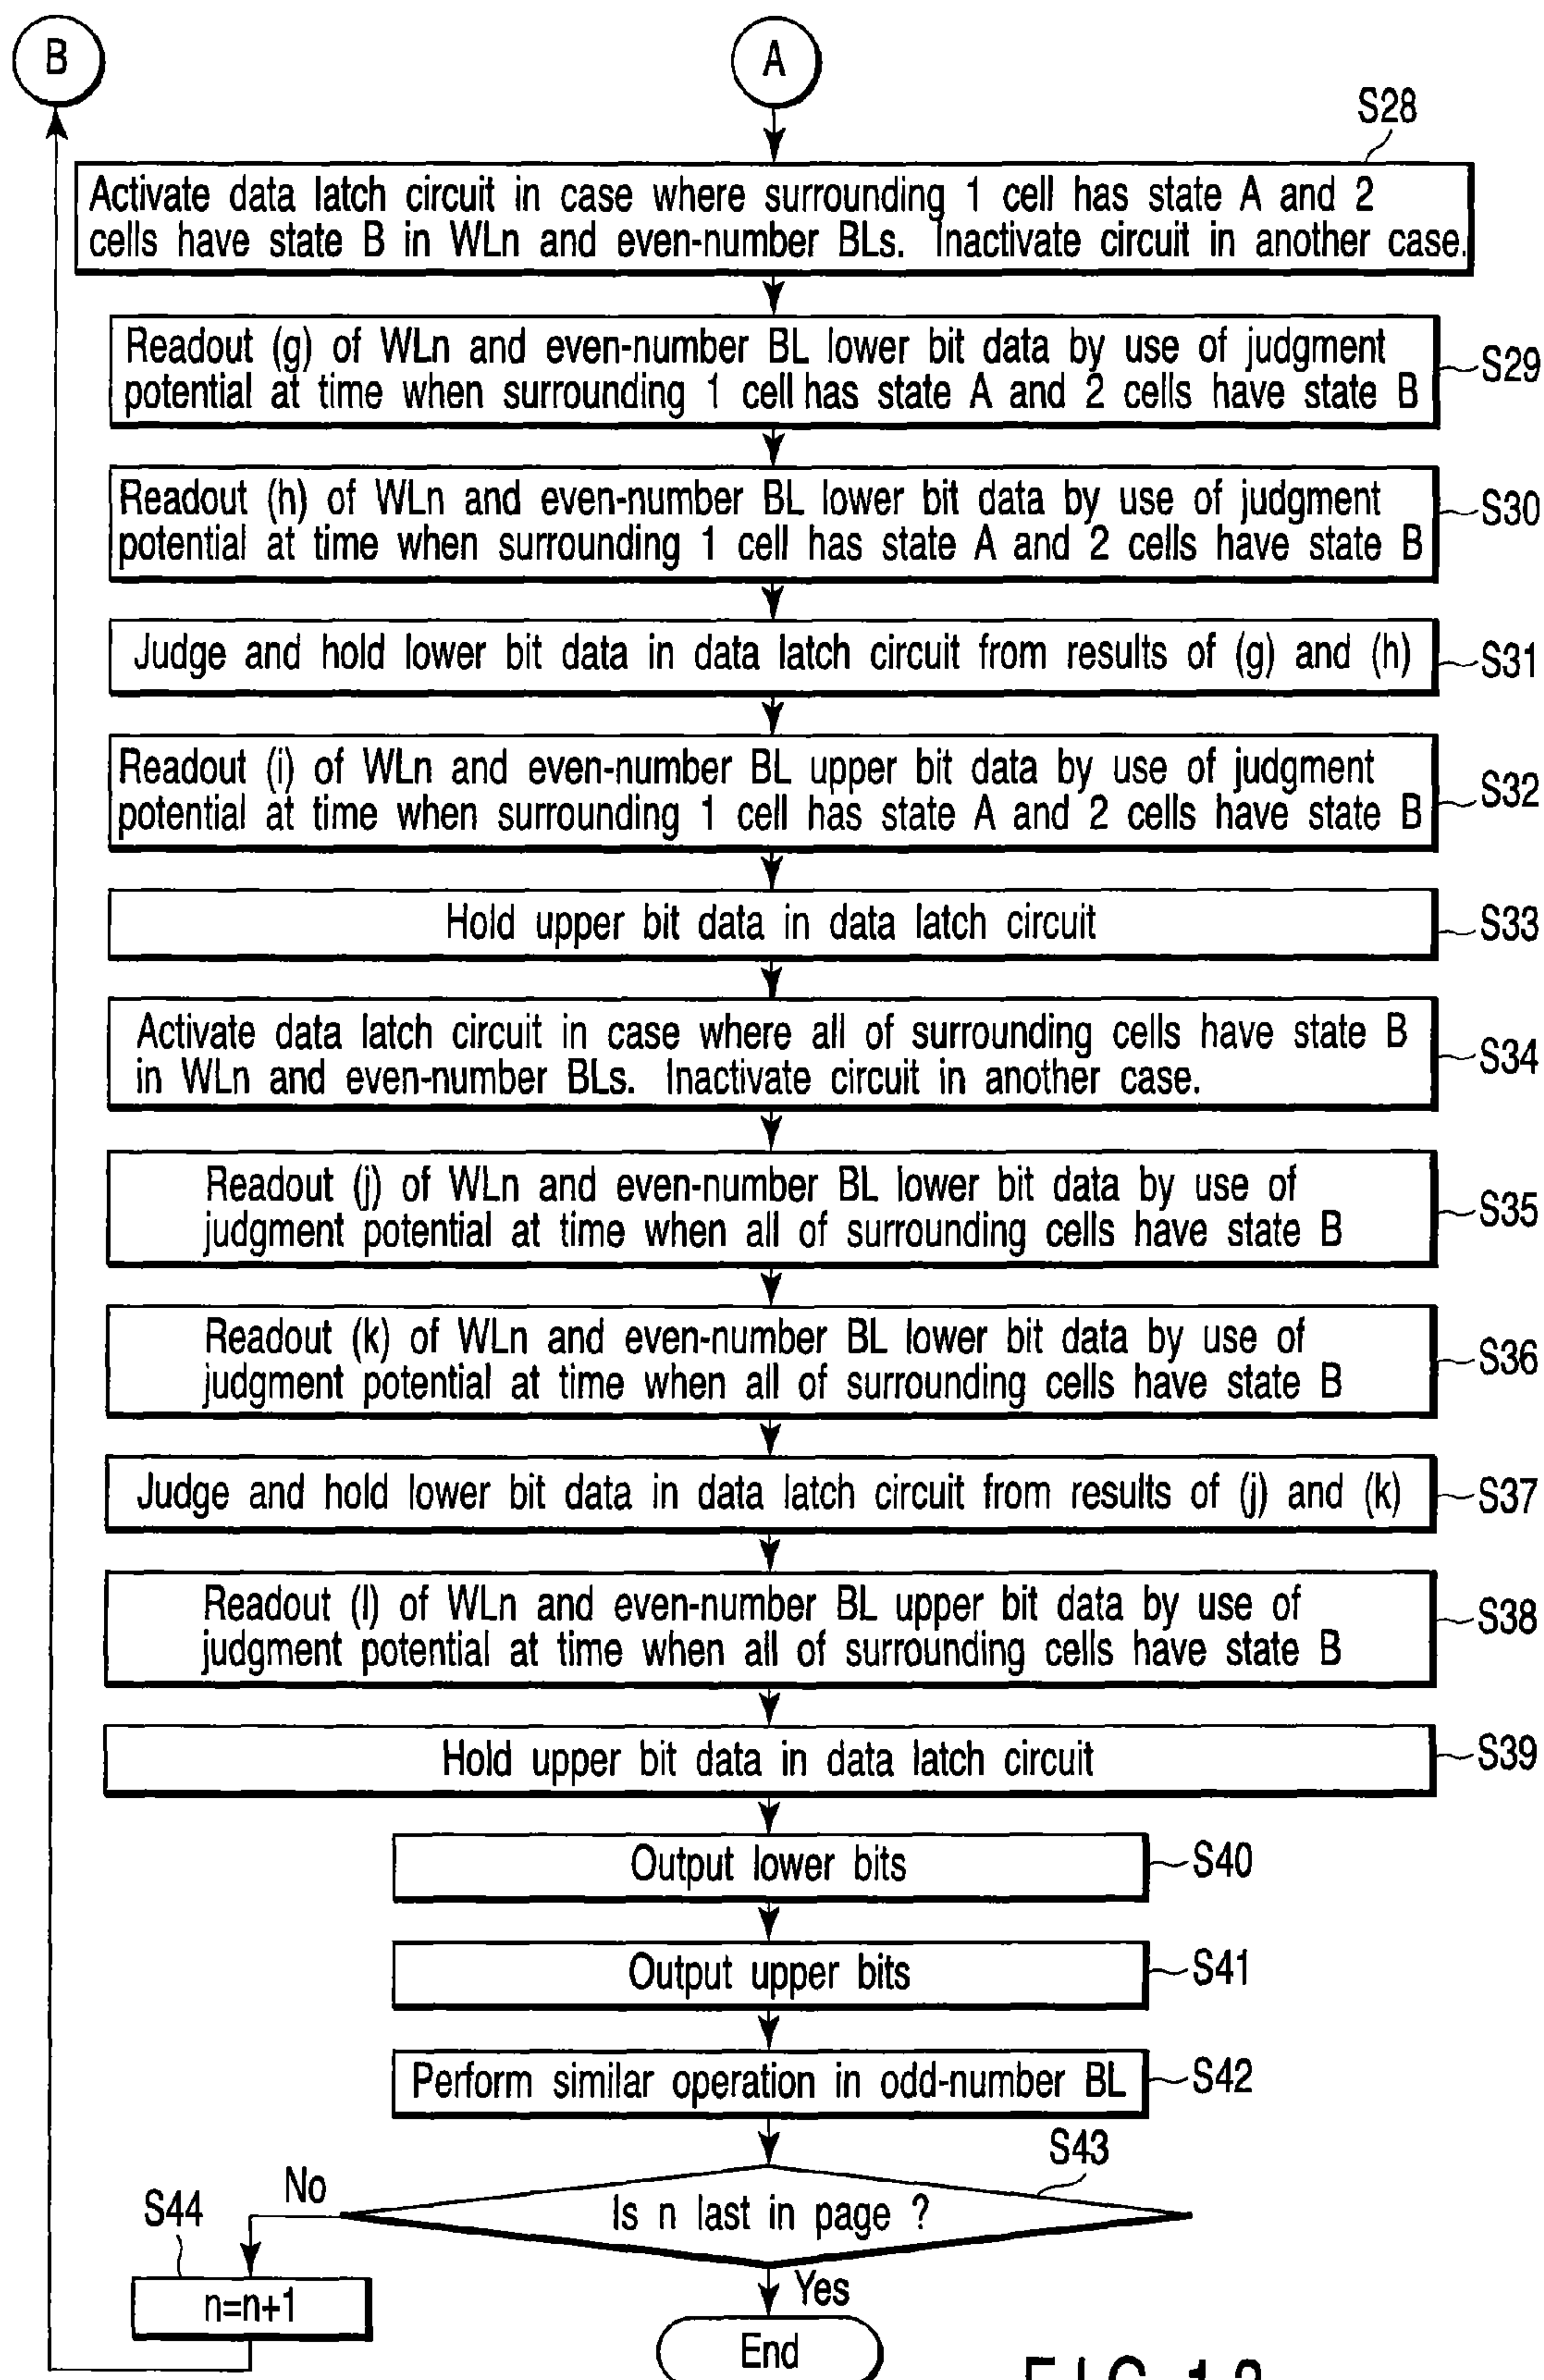 B
A
S28
Activate data latch circuit in case where surrounding 1 cell has state A and 2
cells have state B in WLn and even-number BLs. Inactivate circuit in another case.
Readout (g) of WLn and even-number BL lower bit data by use of judgment
potential at time when surrounding 1 cell has state A and 2 cells have state B
S29
Readout (h) of WLn and even-number BL lower bit data by use of judgment
potential at time when surrounding 1 cell has state A and 2 cells have state B
S30
Judge and hold lower bit data in data latch circuit from results of (g) and (h)
S31
Readout (i) of WLn and even-number BL upper bit data by use of judgment
potential at time when surrounding 1 cell has state A and 2 cells have state B
S32
Hold upper bit data in data latch circuit
S33
Activate data latch circuit in case where all of surrounding cells have state B
in WLn and even-number BLs. Inactivate circuit in another case.
S34
Readout (j) of WLn and even-number BL lower bit data by use of
judgment potential at time when all of surrounding cells have state B
S35
Readout (k) of WLn and even-number BL lower bit data by use of
judgment potential at time when all of surrounding cells have state B
S36
Judge and hold lower bit data in data latch circuit from results of (j) and (k)
S37
Readout (l) of WLn and even-number BL upper bit data by use of
judgment potential at time when all of surrounding cells have state B
S38
Hold upper bit data in data latch circuit
S39
Output lower bits
S40
Output upper bits
S41
Perform similar operation in odd-number BL
S42
S43
Is n last in page ?
No
S44
n=n+1
Yes
End